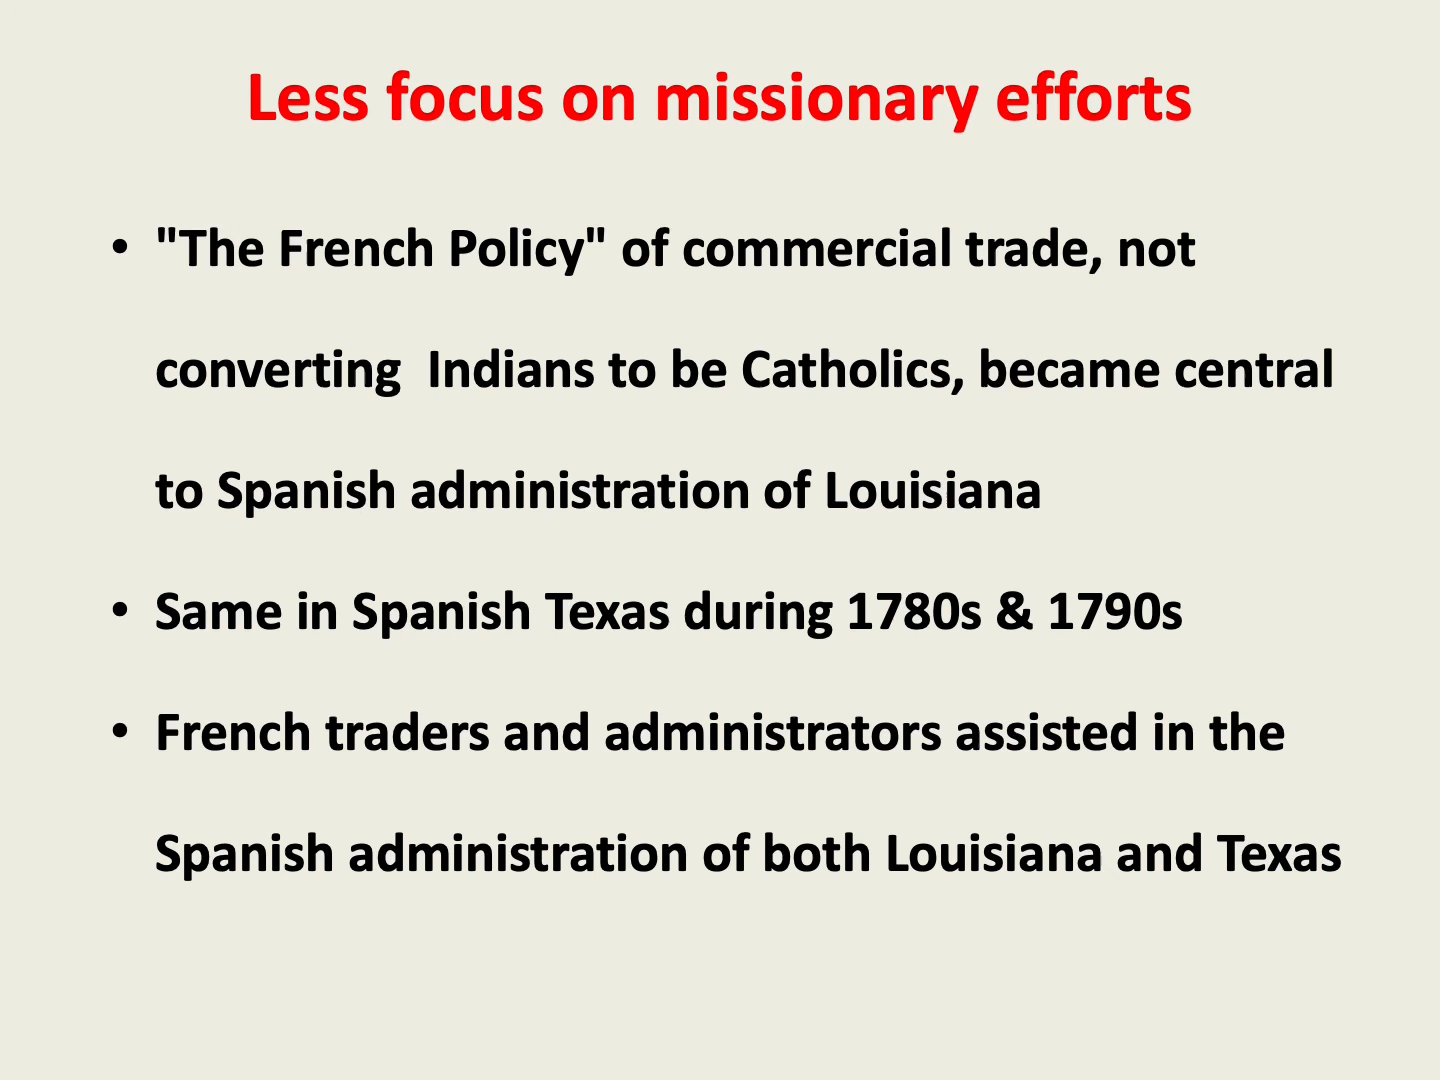 Less focus on missionary efforts
• "The French Policy" of commercial trade, not
converting  Indians to be Catholics, became central
to Spanish administration of Louisiana
• Same in Spanish Texas during 1780s & 1790s
• French traders and administrators assisted in the
Spanish administration of both Louisiana and Texas